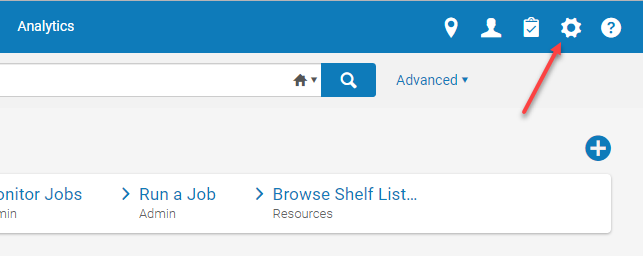 Analytics
Advanced
onitor Jobs
Run a Job
Browse Shelf List...
min
Admin
Resources